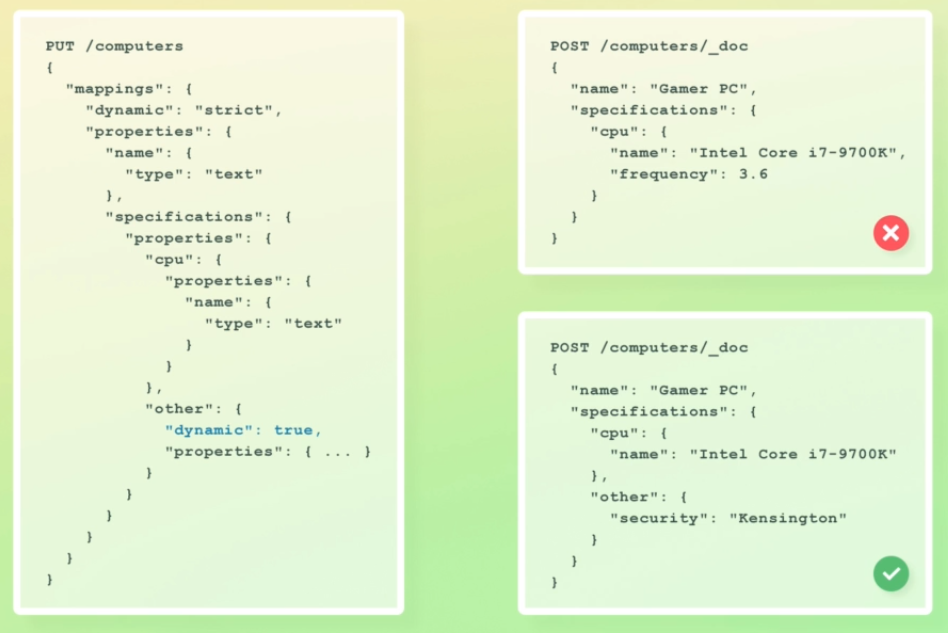 PUT /computers
{
  "mappings": {
    "dynamic": "strict",
    "properties": {
      "name": {
        "type": "text"
      },
      "specifications": {
        "properties": {
          "cpu": {
            "properties": {
              "name": {
                "type": "text"
              }
            }
          },
          "other": {
            "dynamic": true,
            "properties": { ... }
          }
        }
      }
    }
  }
}
POST /computers/_doc
{
  "name": "Gamer PC",
  "specifications": {
    "cpu": {
      "name": "Intel Core i7-9700K",
      "frequency": 3.6
    }
  }
}
POST /computers/_doc
{
  "name": "Gamer PC",
  "specifications": {
    "cpu": {
      "name": "Intel Core i7-9700K"
    },
    "other": {
      "security": "Kensington"
    }
  }
}